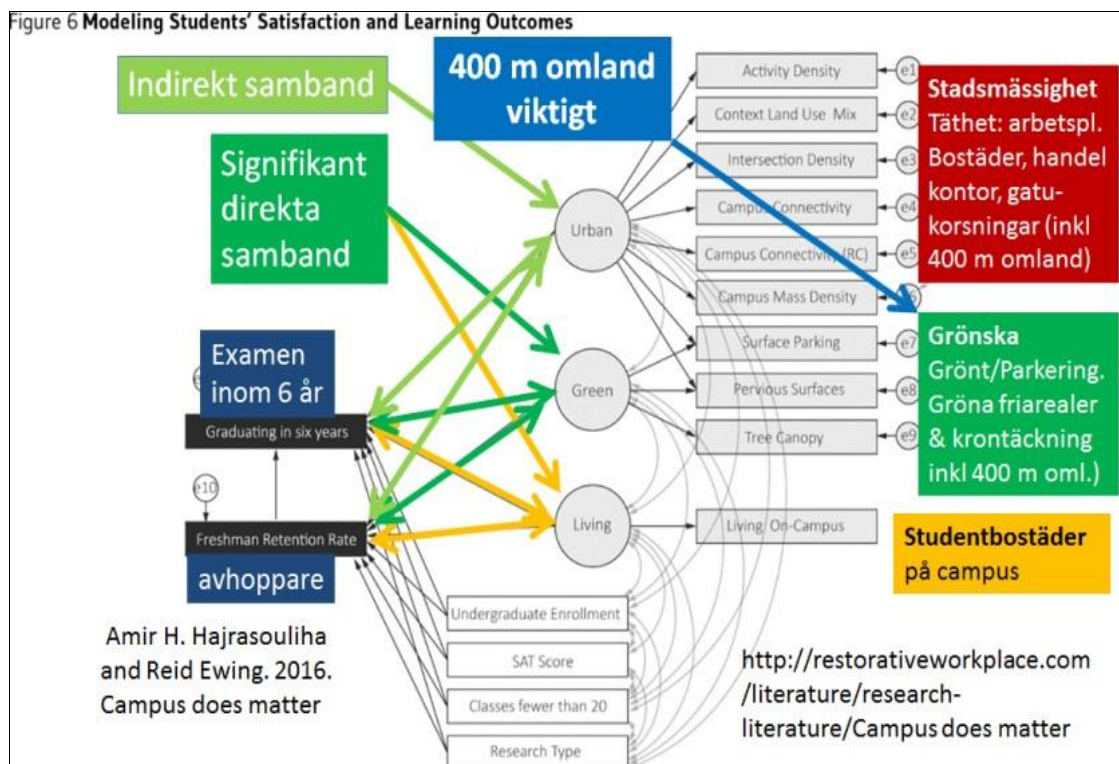 Figure 6 Modeling Students' Satisfaction and Learning Outcomes
Indirekt samband
400 m omland
viktigt
Signifikant
direkta
samband
Examen
inom 6 år
Graduating in six years
e10
Freshman Retention Rate
avhoppare
Amir H. Hajrasouliha
and Reid Ewing. 2016.
Campus does matter
Urban
Green
Living
Activity Density
Context Land Use Mix
Intersection Density
Campus Connectivity
Campus Connectivity (RC)
Campus Mass Density
Surface Parking
Pervious Surfaces
Tree Canopy
Living On-Campus
Undergraduate Enrollment
SAT Score
Classes fewer than 20
Research Type
e1
e2
e3
e4
e5
e7
e8
e9
Stadsmässighet
Täthet: arbetspl.
Bostäder, handel
kontor, gatu-
korsningar (inkl
400 m omland)
Grönska
Grönt/Parkering.
Gröna friarealer
& krontäckning
inkl 400 m oml.)
Studentbostäder
på campus
http://restorativeworkplace.com
/literature/research-
literature/Campus does matter